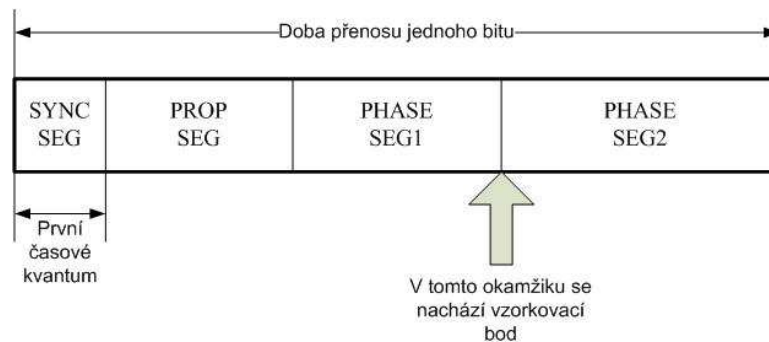 Doba přenosu jednoho bitu
SYNC PROP PHASE PHASE
SEG SEG SEG1 SEG2
První
časové
kvantum
V tomto okamžiku se
nachází vzorkovací
bod